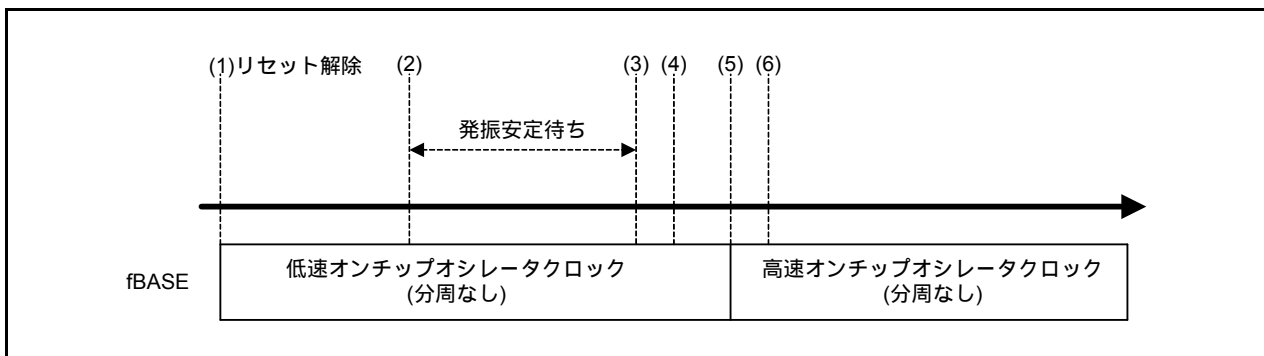 (1)リセット解除 (2) (3) (4) (5) (6)
発振安定待ち
fBASE
低速オンチップオシレータクロック
(分周なし)
高速オンチップオシレータクロック
(分周なし)